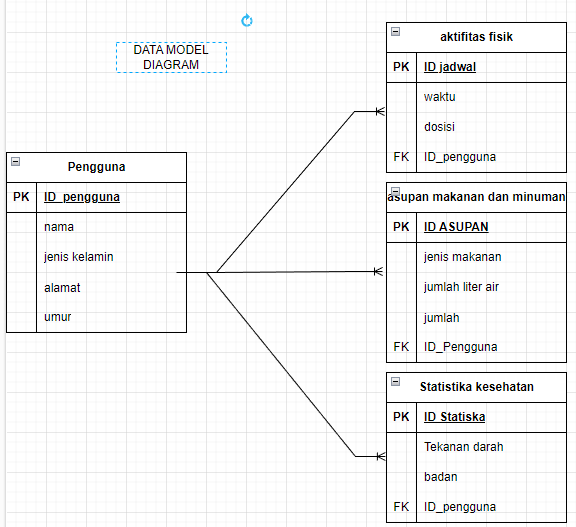 DATA MODEL
DIAGRAM
Pengguna
PK ID_pengguna
nama
jenis kelamin
alamat
umur
aktifitas fisik
PK ID jadwal
waktu
dosisi
FK ID_pengguna
asupan makanan dan minuman
PK ID ASUPAN
jenis makanan
jumlah liter air
jumlah
FK ID_Pengguna
Statistika kesehatan
PK ID Statiska
Tekanan darah
badan
FK ID_pengguna